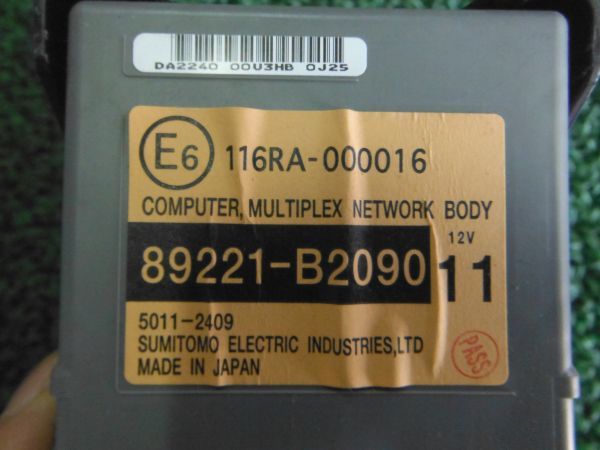 DA2240 00U3HB 0J25
E6 116RA-000016
COMPUTER, MULTIPLEX NETWORK BODY
89221-B2090 12V 11
5011-2409
SUMITOMO ELECTRIC INDUSTRIES,LTD
MADE IN JAPAN
PASS